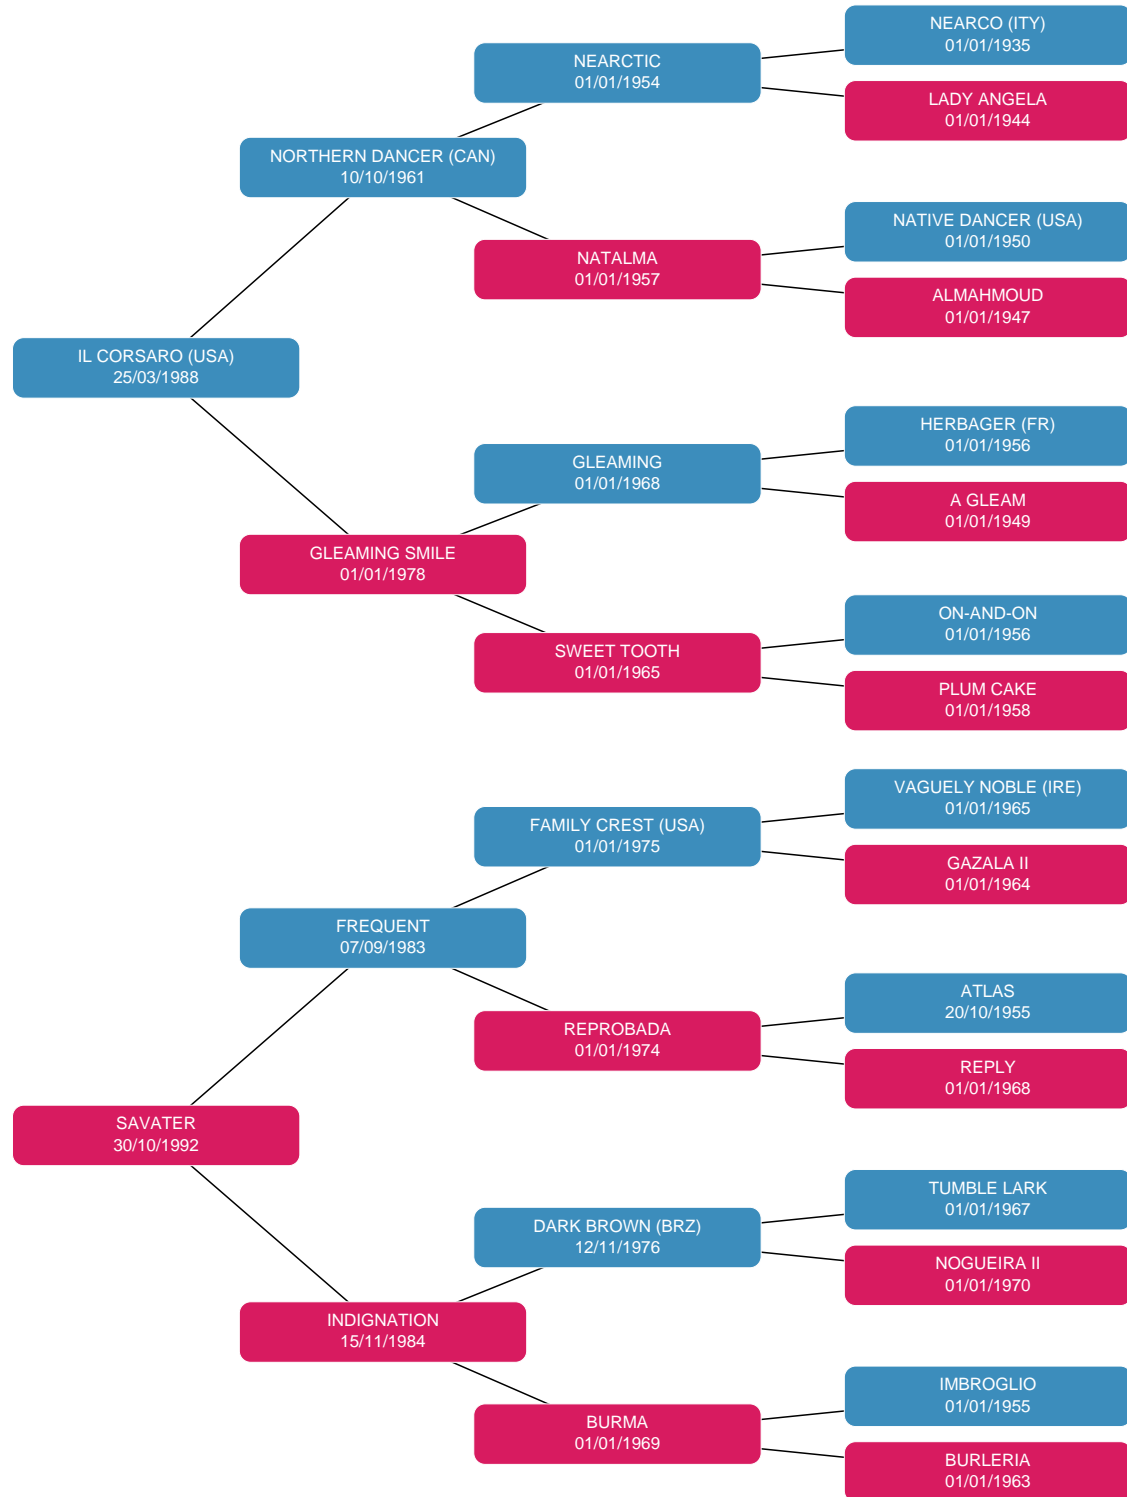 NEARCO (ITY)
01/01/1935
NEARCTIC
01/01/1954
LADY ANGELA
01/01/1944
NORTHERN DANCER (CAN)
10/10/1961
NATIVE DANCER (USA)
01/01/1950
NATALMA
01/01/1957
ALMAHMOUD
01/01/1947
IL CORSARO (USA)
25/03/1988
HERBAGER (FR)
01/01/1956
GLEAMING
01/01/1968
A GLEAM
01/01/1949
GLEAMING SMILE
01/01/1978
ON-AND-ON
01/01/1956
SWEET TOOTH
01/01/1965
PLUM CAKE
01/01/1958
VAGUELY NOBLE (IRE)
01/01/1965
FAMILY CREST (USA)
01/01/1975
GAZALA II
01/01/1964
FREQUENT
07/09/1983
ATLAS
20/10/1955
REPROBADA
01/01/1974
REPLY
01/01/1968
SAVATER
30/10/1992
TUMBLE LARK
01/01/1967
DARK BROWN (BRZ)
12/11/1976
NOGUEIRA II
01/01/1970
INDIGNATION
15/11/1984
IMBROGLIO
01/01/1955
BURMA
01/01/1969
BURLERIA
01/01/1963